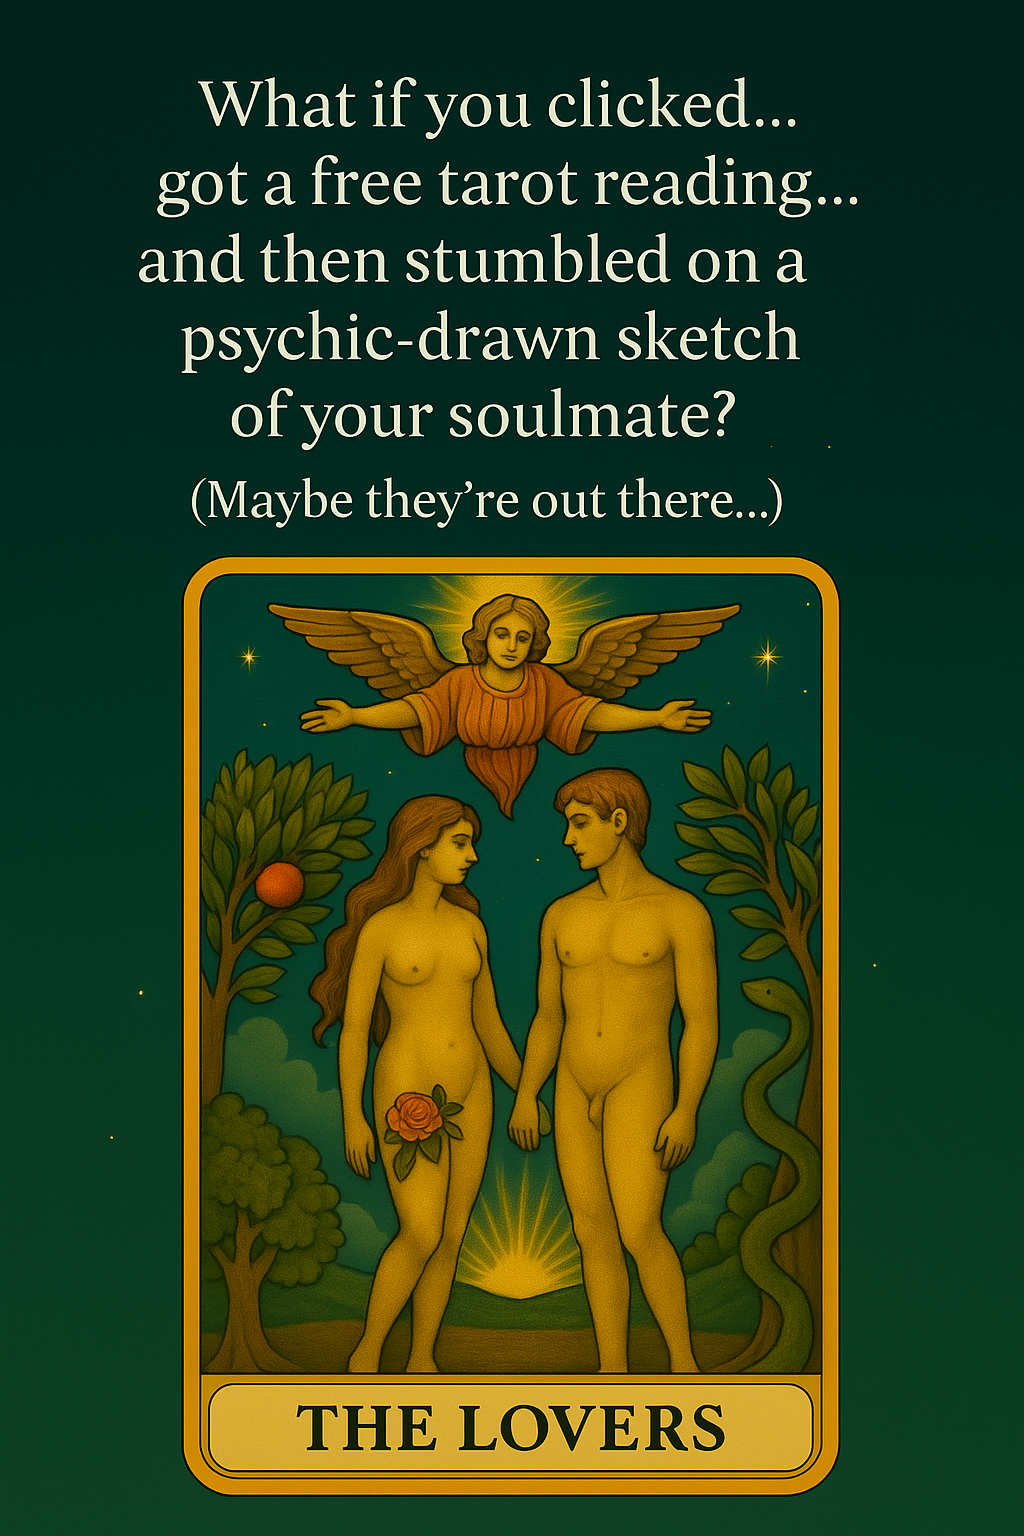 What if you clicked...
got a free tarot reading...
and then stumbled on a
psychic-drawn sketch
of your soulmate?
(Maybe they’re out there...)
THE LOVERS